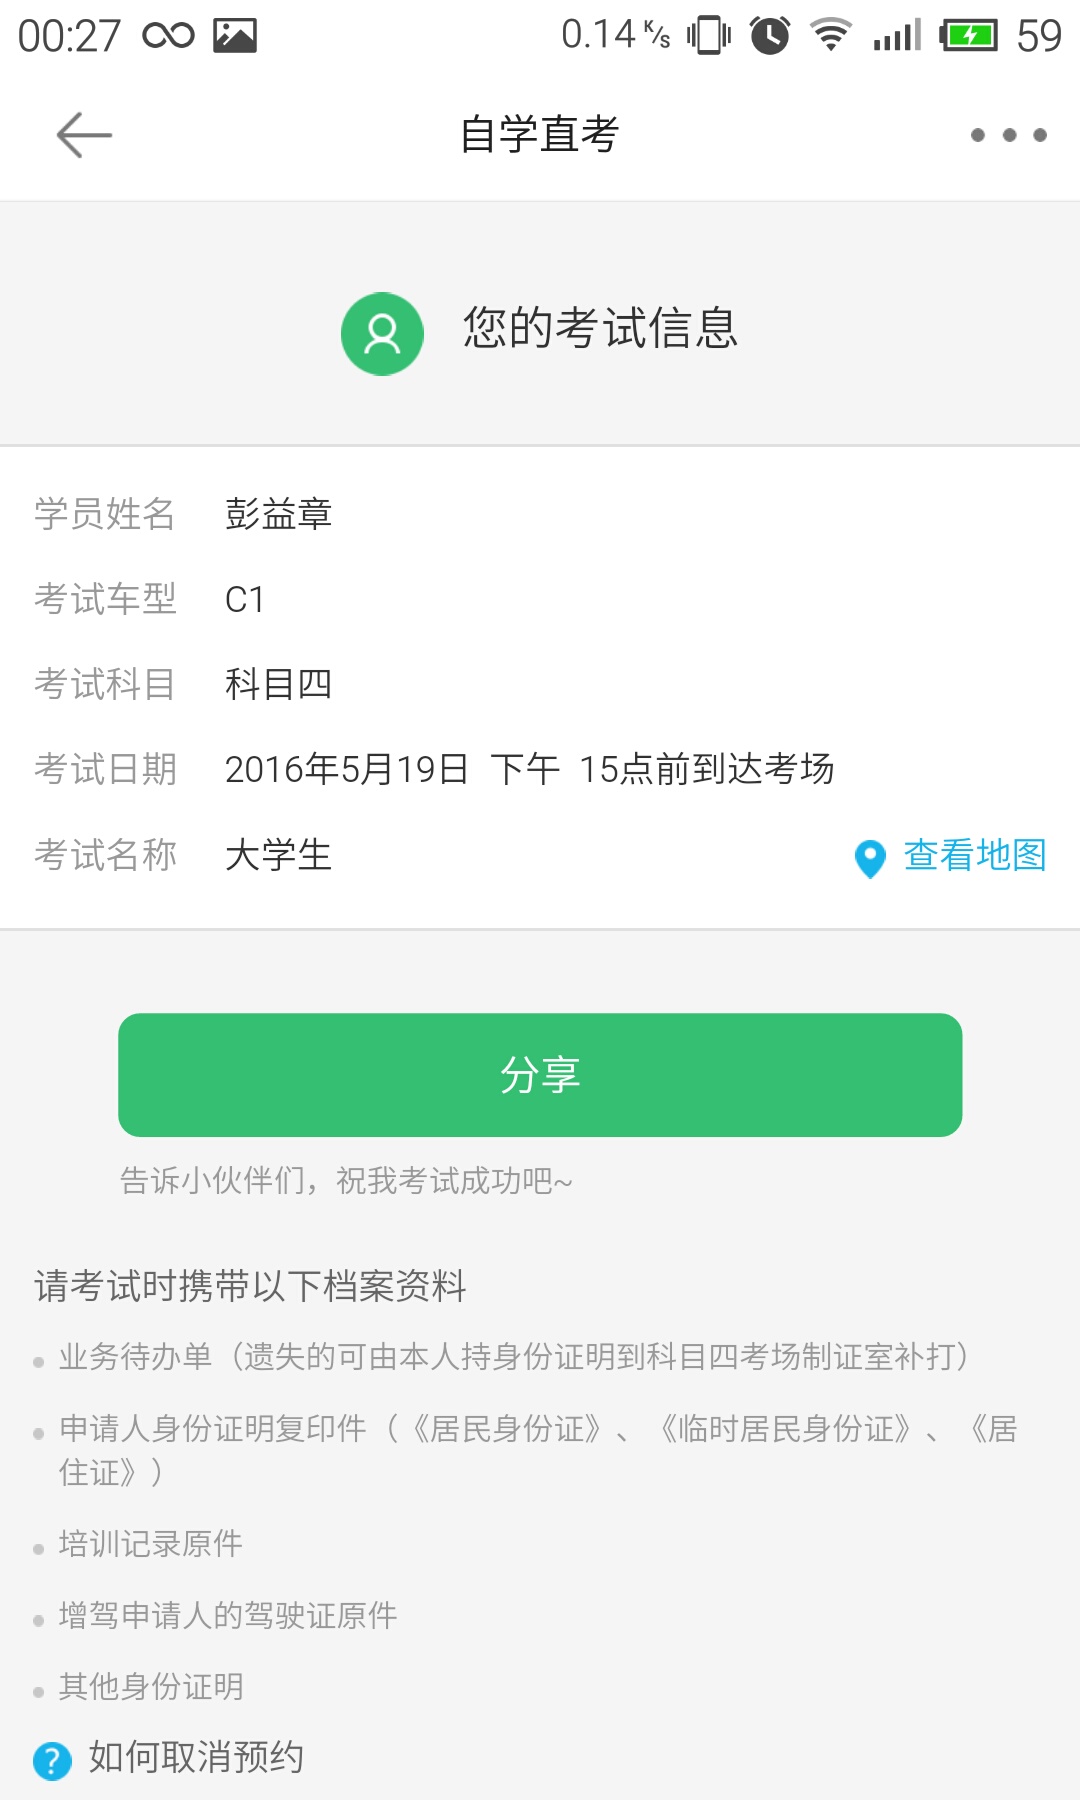 00:27 0.14 K/s 59
自学直考
您的考试信息
学员姓名 彭益章
考试车型 C1
考试科目 科目四
考试日期 2016年5月19日 下午 15点前到达考场
考试名称 大学生 查看地图
分享
告诉小伙伴们，祝我考试成功吧~
请考试时携带以下档案资料
业务待办单（遗失的可由本人持身份证明到科目四考场制证室补打）
申请人身份证明复印件（《居民身份证》、《临时居民身份证》、《居
住证》）
培训记录原件
增驾申请人的驾驶证原件
其他身份证明
? 如何取消预约